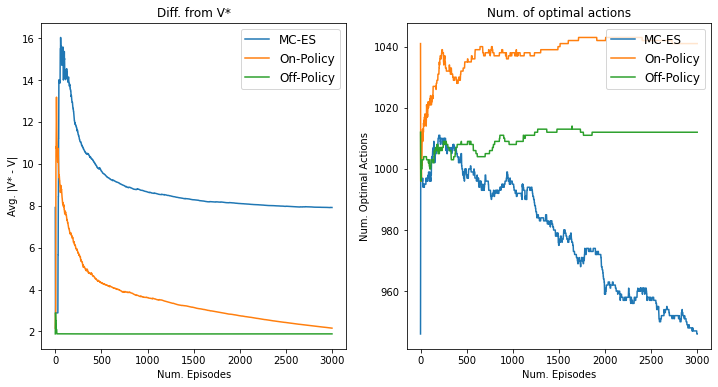 Diff. from V*
Avg. |V* - V|
16
14
12
10
8
6
4
2
0
500
1000
1500
2000
2500
3000
Num. Episodes
MC-ES
On-Policy
Off-Policy
Num. of optimal actions
Num. Optimal Actions
1040
1020
1000
980
960
0
500
1000
1500
2000
2500
3000
Num. Episodes
MC-ES
On-Policy
Off-Policy